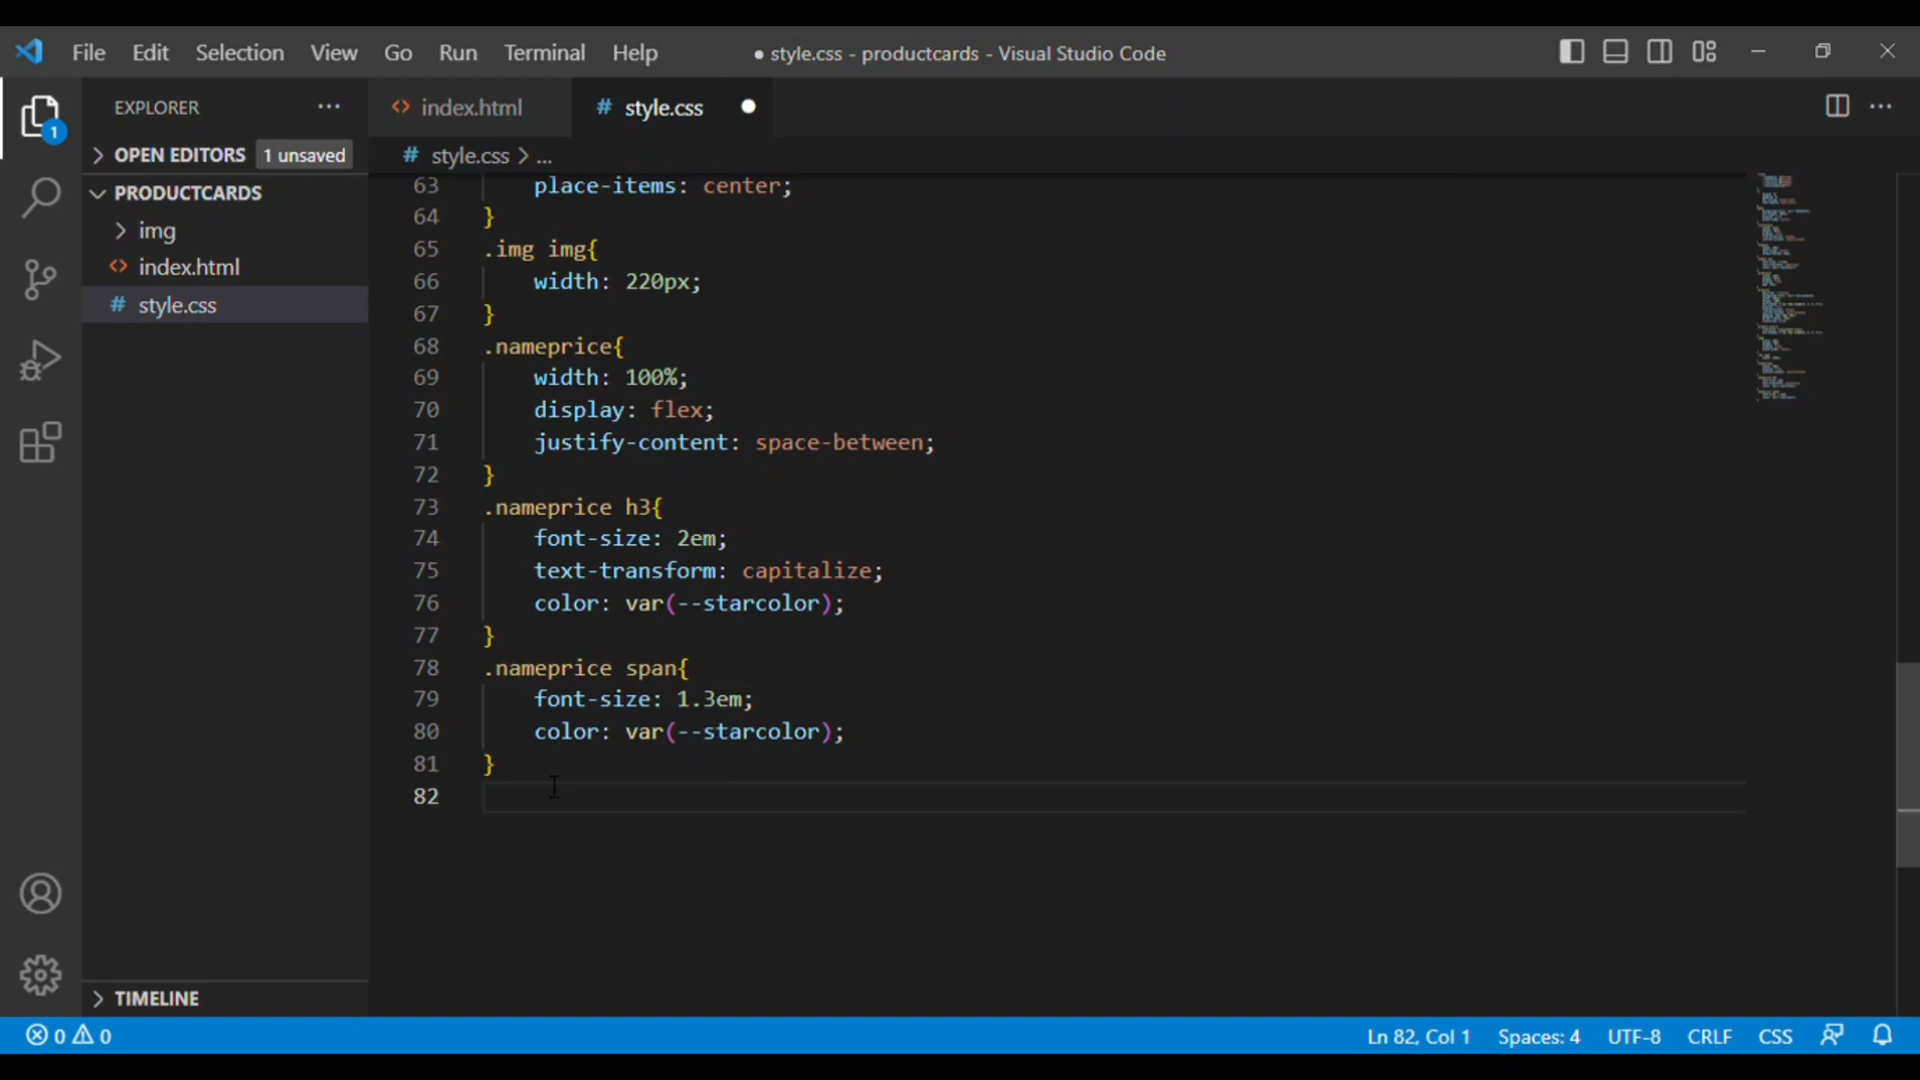 File Edit Selection View Go Run Terminal Help ● style.css - productcards - Visual Studio Code
EXPLORER ··· <> index.html # style.css ● ···
OPEN EDITORS 1 unsaved # style.css > ...
PRODUCTCARDS
img
<> index.html
# style.css
1
63 place-items: center;
64 }
65 .img img{
66 width: 220px;
67 }
68 .nameprice{
69 width: 100%;
70 display: flex;
71 justify-content: space-between;
72 }
73 .nameprice h3{
74 font-size: 2em;
75 text-transform: capitalize;
76 color: var(--starcolor);
77 }
78 .nameprice span{
79 font-size: 1.3em;
80 color: var(--starcolor);
81 }
82
TIMELINE
0 0 Ln 82, Col 1 Spaces: 4 UTF-8 CRLF CSS